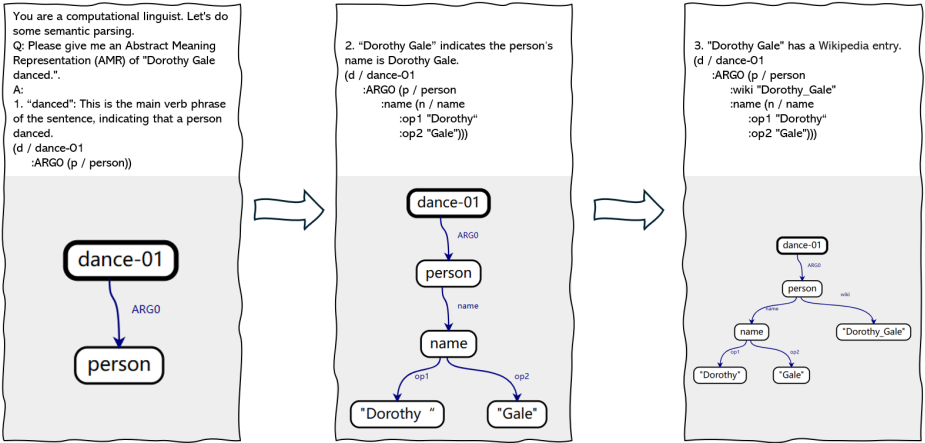 You are a computational linguist. Let's do
some semantic parsing.
Q: Please give me an Abstract Meaning
Representation (AMR) of "Dorothy Gale
danced.".
A:
1. “danced": This is the main verb phrase
of the sentence, indicating that a person
danced.
(d / dance-01
:ARG0 (p / person))
dance-01
ARG0
person
2. “Dorothy Gale” indicates the person's
name is Dorothy Gale.
(d / dance-01
:ARG0 (p / person
:name (n / name
:op1 "Dorothy“
:op2 "Gale")))
dance-01
ARG0
person
name
name
op1
op2
"Dorothy “
"Gale"
3. "Dorothy Gale" has a Wikipedia entry.
(d / dance-01
:ARG0 (p / person
:wiki "Dorothy_Gale"
:name (n / name
:op1 "Dorothy“
:op2 "Gale")))
dance-01
ARG0
person
name
wiki
name
"Dorothy_Gale"
op1
op2
"Dorothy"
"Gale"